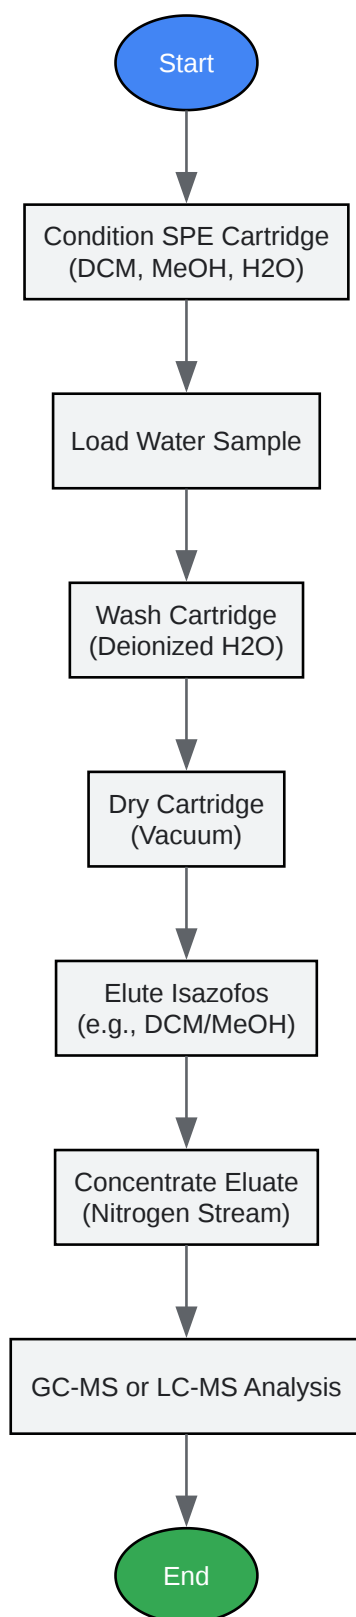 Start
Condition SPE Cartridge
(DCM, MeOH, H2O)
Load Water Sample
Wash Cartridge
(Deionized H2O)
Dry Cartridge
(Vacuum)
Elute Isazofos
(e.g., DCM/MeOH)
Concentrate Eluate
(Nitrogen Stream)
GC-MS or LC-MS Analysis
End